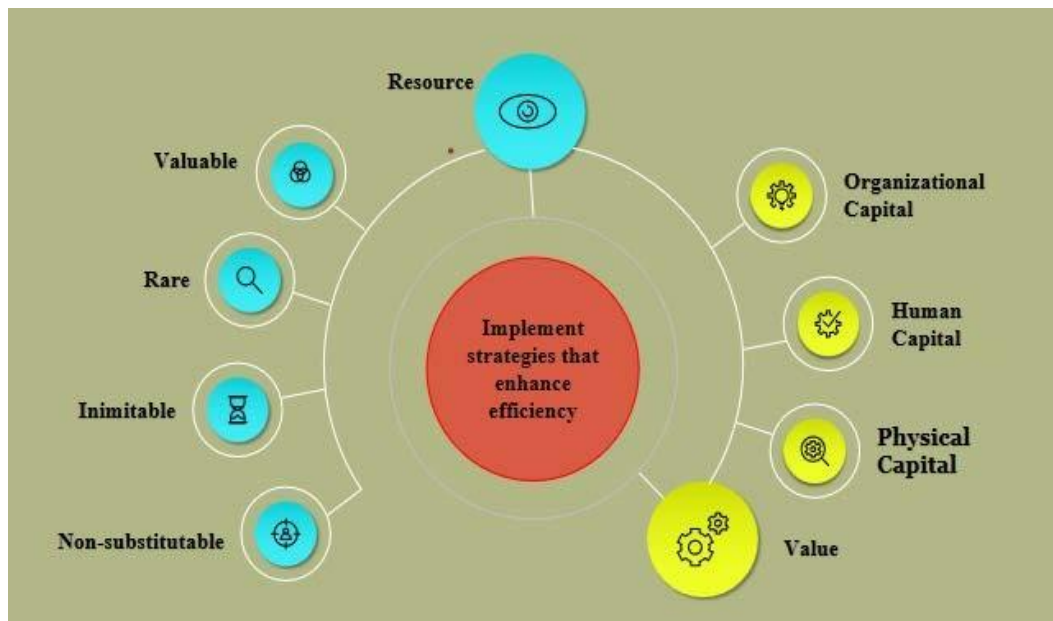 Resource
Valuable
Rare
Inimitable
Non-substitutable
Implement
strategies that
enhance
efficiency
Organizational
Capital
Human
Capital
Physical
Capital
Value